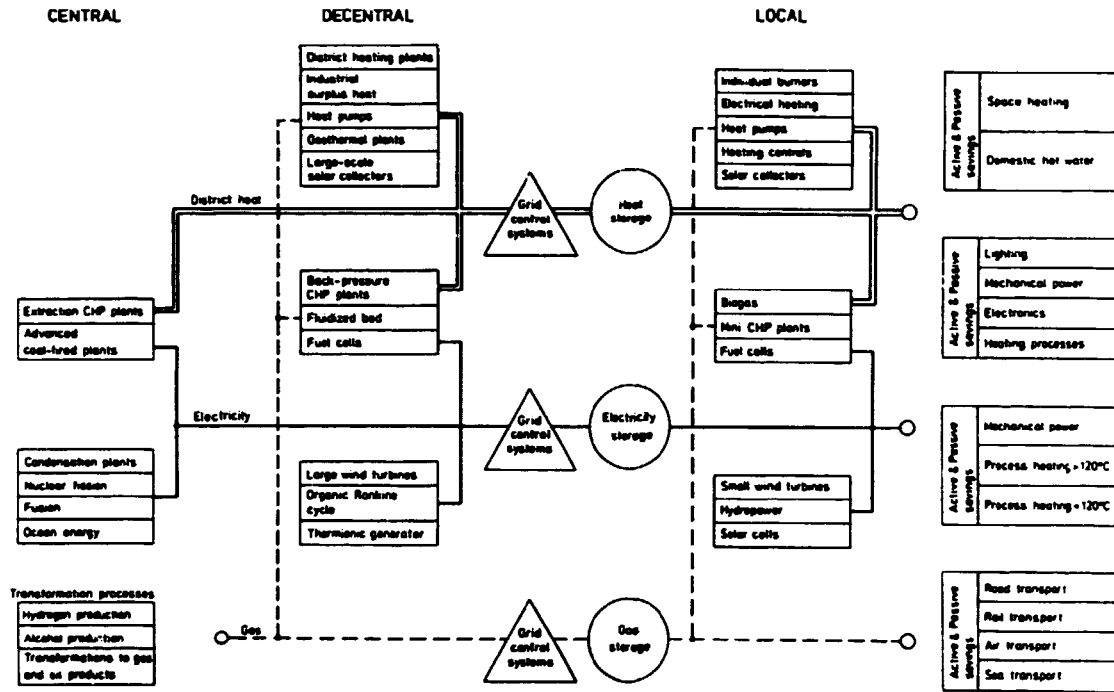 CENTRAL
DECENTRAL
LOCAL
District heating plants
Industrial
surplus heat
Heat pumps
Geothermal plants
Large-scale
solar collectors
Individual burners
Electrical heating
Heat pumps
Heating controls
Solar collectors
Active & Passive
savings
Space heating
Domestic hot water
District heat
Grid
control
systems
Heat
storage
Extraction CHP plants
Advanced
coal-fired plants
Back-pressure
CHP plants
Fluidized bed
Fuel cells
Biogas
Mini CHP plants
Fuel cells
Active & Passive
savings
Lighting
Mechanical power
Electronics
Heating processes
Electricity
Grid
control
systems
Electricity
storage
Condensation plants
Nuclear fission
Fusion
Ocean energy
Large wind turbines
Organic Rankine
cycle
Thermionic generator
Small wind turbines
Hydropower
Solar cells
Active & Passive
savings
Mechanical power
Process heating > 120°C
Process heating < 120°C
Transformation processes
Hydrogen production
Alcohol production
Transformations to gas
and oil products
Gas
Grid
control
systems
Gas
storage
Active & Passive
savings
Road transport
Rail transport
Air transport
Sea transport